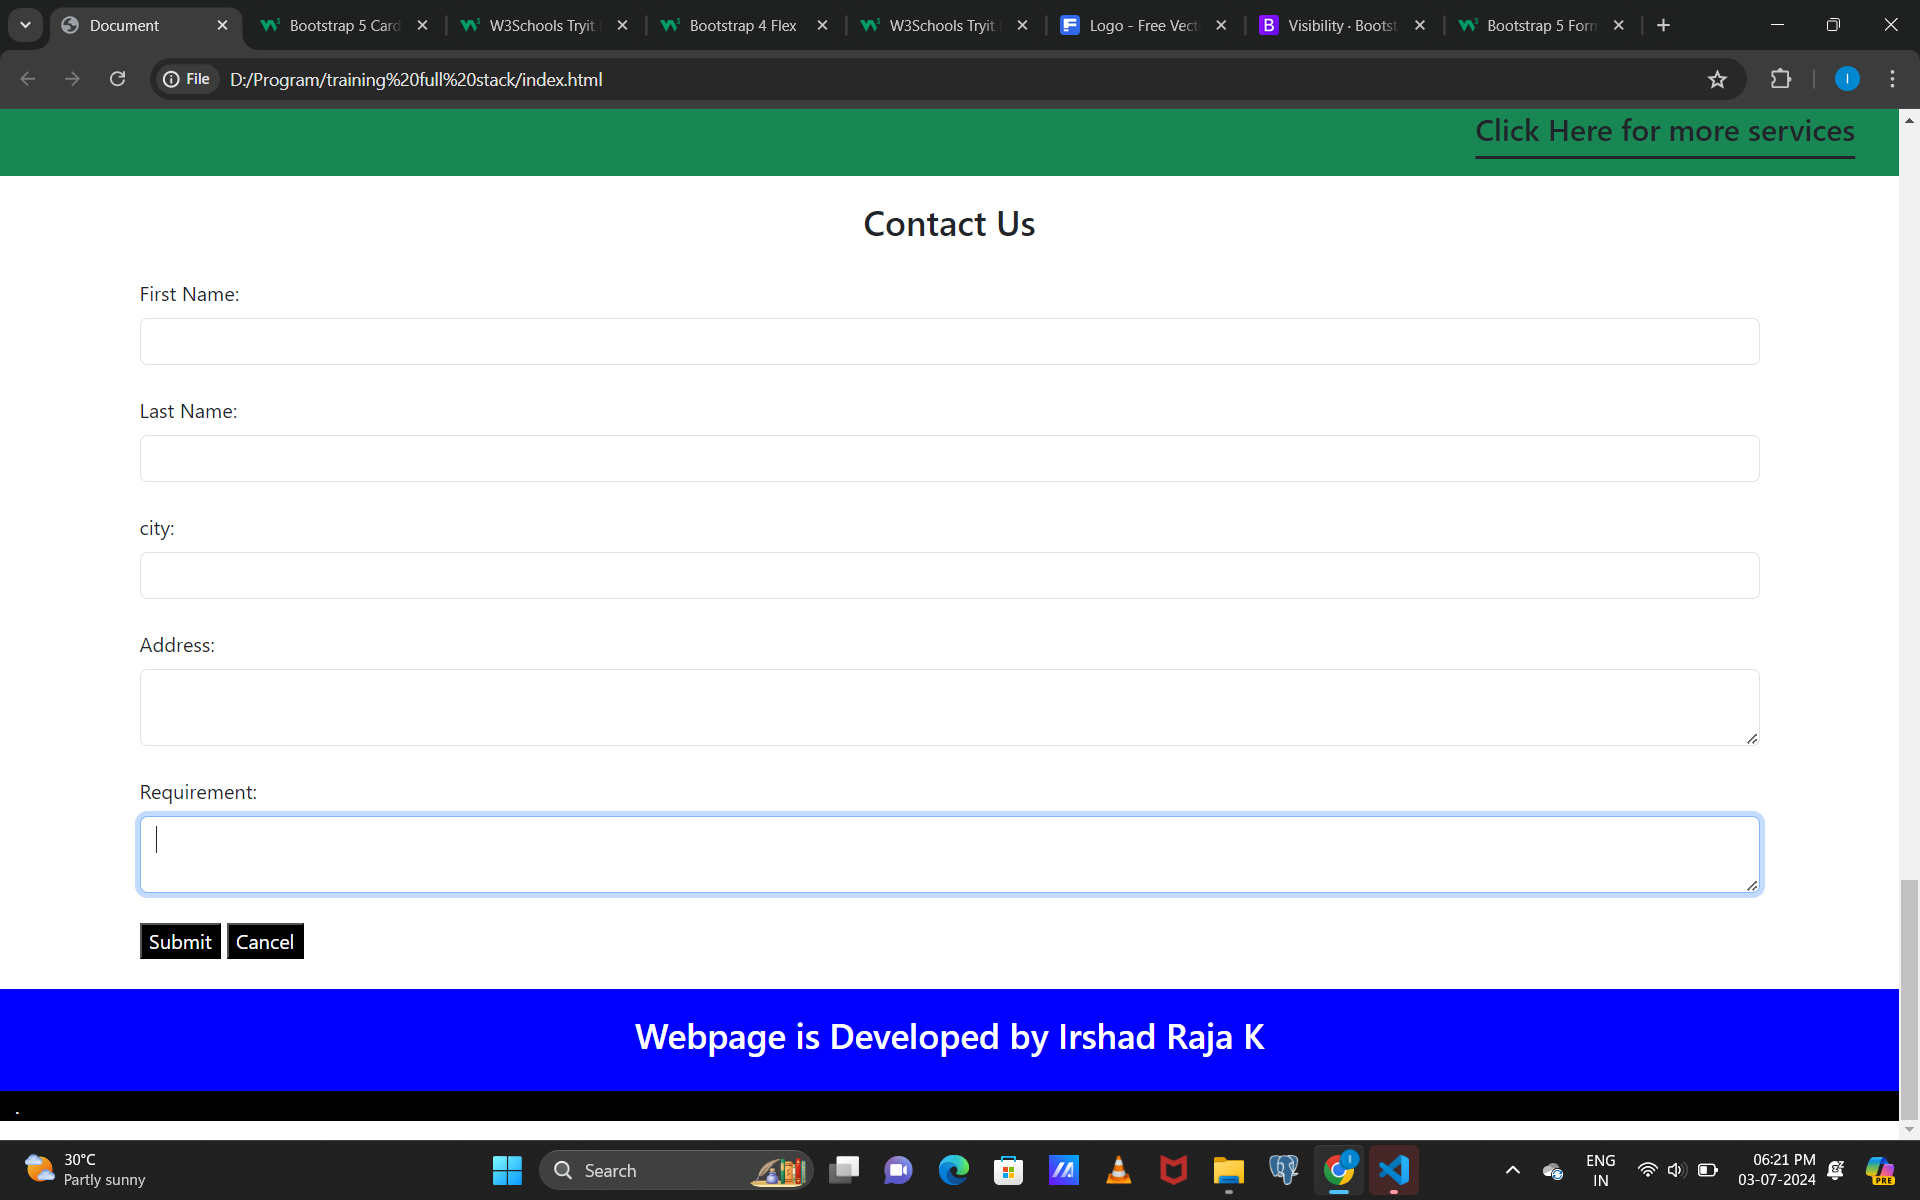 Document
Bootstrap 5 Card
W3Schools Tryit
Bootstrap 4 Flex
W3Schools Tryit
Logo - Free Vect
Visibility · Bootst
Bootstrap 5 Forn
File
D:/Program/training%20full%20stack/index.html
I
Click Here for more services
Contact Us
First Name:
Last Name:
city:
Address:
Requirement:
Submit
Cancel
Webpage is Developed by Irshad Raja K
.
30°C
Partly sunny
Search
ENG
IN
06:21 PM
03-07-2024
PRE